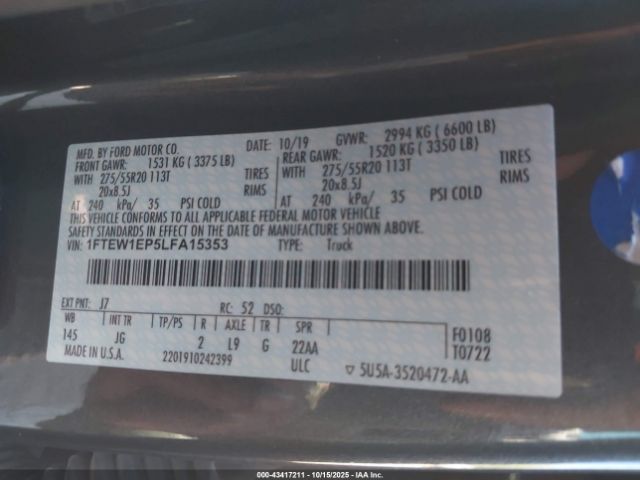 MFD. BY FORD MOTOR CO. DATE: 10/19 GVWR: 2994 KG ( 6600 LB)
FRONT GAWR: 1531 KG ( 3375 LB) REAR GAWR: 1520 KG ( 3350 LB)
WITH 275/55R20 113T TIRES WITH 275/55R20 113T TIRES
20x8.5J RIMS 20x8.5J RIMS
AT 240 kPa/ 35 PSI COLD AT 240 kPa/ 35 PSI COLD
THIS VEHICLE CONFORMS TO ALL APPLICABLE FEDERAL MOTOR VEHICLE
SAFETY STANDARDS IN EFFECT ON THE DATE OF MANUFACTURE SHOWN ABOVE.
VIN: 1FTEW1EP5LFA15353 TYPE: Truck
EXT PNT: J7 RC: 52 DSO:
WB INT TR TP/PS R AXLE TR SPR F0108
145 JG 2 L9 G 22AA T0722
MADE IN U.S.A. 2201910242399 ULC ▽ 5U5A-3520472-AA
00-43417211 - 10/15/2025 - IAAI Inc.